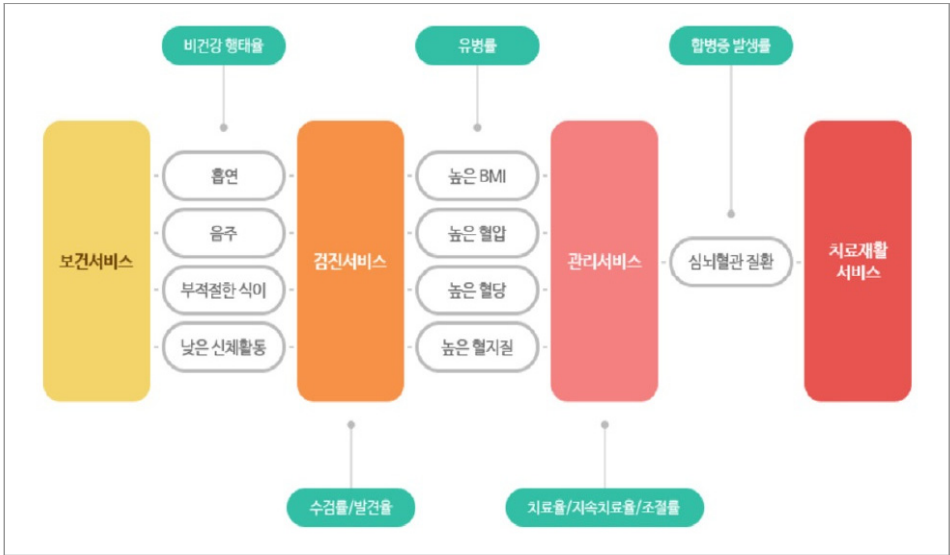 비건강 행태율
유병률
합병증 발생률
보건서비스
흡연
음주
부적절한 식이
낮은 신체활동
검진서비스
높은 BMI
높은 혈압
높은 혈당
높은 혈지질
관리서비스
심뇌혈관 질환
치료재활
서비스
수검률/발견율
치료율/지속치료율/조절률